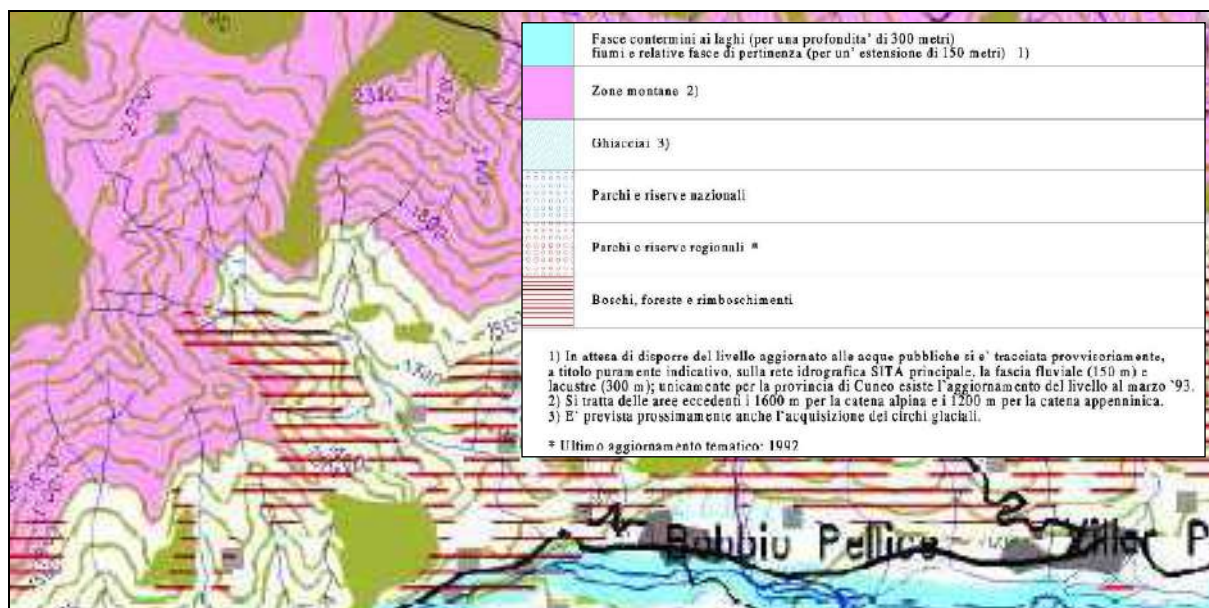 Fasce contermini ai laghi (per una profondita' di 300 metri)
fiumi e relative fasce di pertinenza (per un' estensione di 150 metri) 1)
Zone montane 2)
Ghiacciai 3)
Parchi e riserve nazionali
Parchi e riserve regionali *
Boschi, foreste e rimboschimenti
1) In attesa di disporre del livello aggiornato alle acque pubbliche si e' tracciata provvisoriamente,
a titolo puramente indicativo, sulla rete idrografica SITA principale, la fascia fluviale (150 m) e
lacustre (300 m); unicamente per la provincia di Cuneo esiste l'aggiornamento del livello al marzo '93.
2) Si tratta delle aree eccedenti i 1600 m per la catena alpina e i 1200 m per la catena appenninica.
3) E' prevista prossimamente anche l'acquisizione dei circhi glaciali.
* Ultimo aggiornamento tematico: 1992
Bobbio Pellice
Villar P